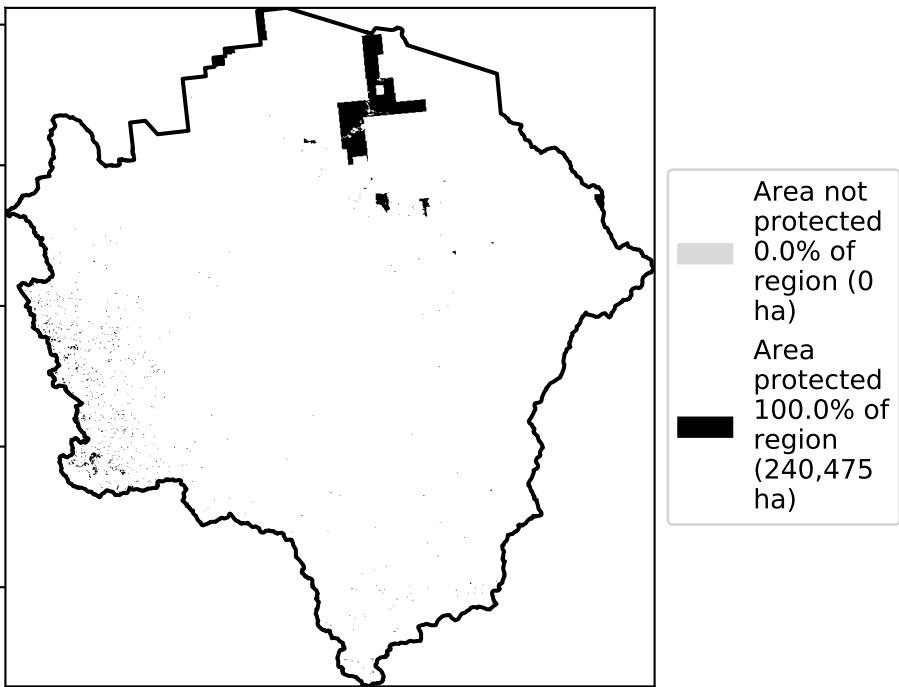 Area not
protected
0.0% of
region (0
ha)
Area
protected
100.0% of
region
(240,475
ha)